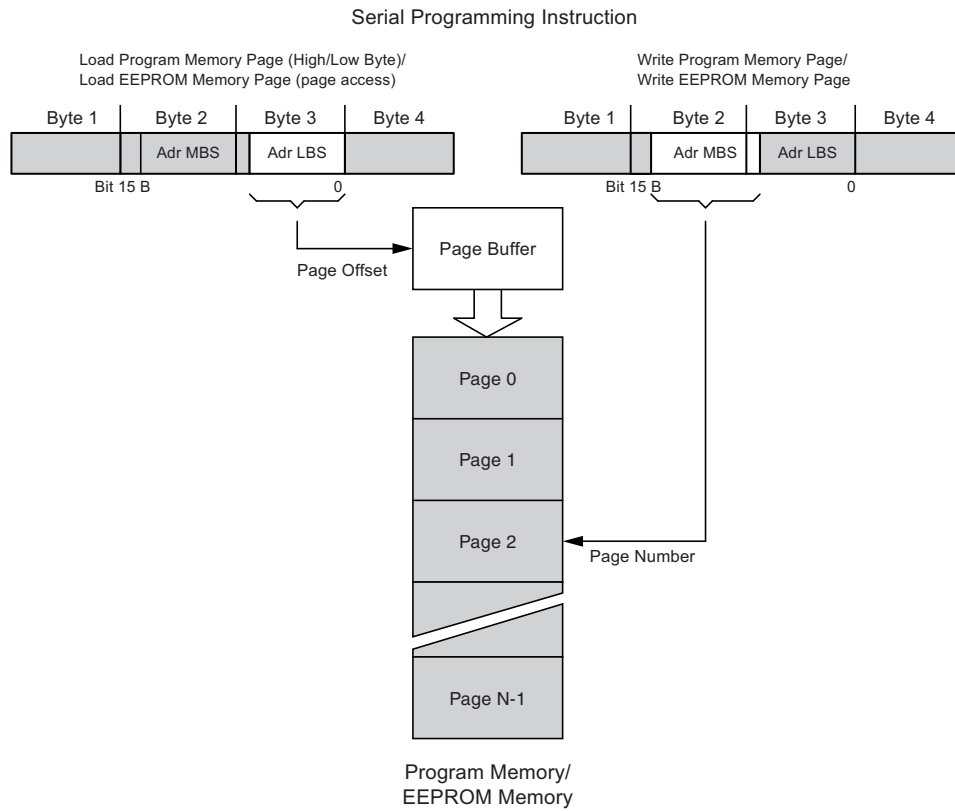 Serial Programming Instruction
Load Program Memory Page (High/Low Byte)/
Load EEPROM Memory Page (page access)
Write Program Memory Page/
Write EEPROM Memory Page
Byte 1 Byte 2 Byte 3 Byte 4
Byte 1 Byte 2 Byte 3 Byte 4
Adr MBS Adr LBS
Adr MBS Adr LBS
Bit 15 B 0
Bit 15 B 0
Page Buffer
Page Offset
Page 0
Page 1
Page 2
Page Number
Page N-1
Program Memory/
EEPROM Memory